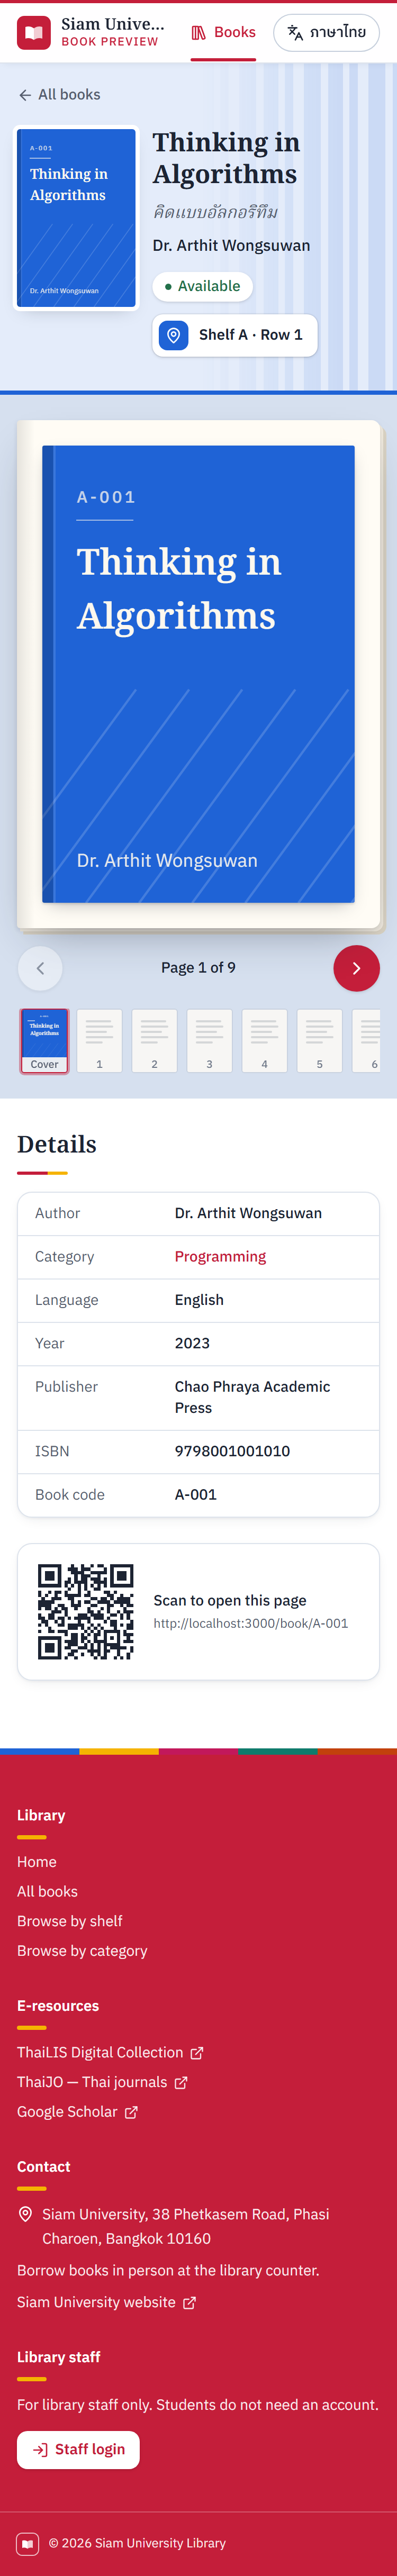 Siam Unive...
BOOK PREVIEW
Books
ภาษาไทย
All books
A-001
Thinking in
Algorithms
Dr. Arthit Wongsuwan
Thinking in
Algorithms
คิดแบบอัลกอริทึม
Dr. Arthit Wongsuwan
Available
Shelf A · Row 1
A-001
Thinking in
Algorithms
Dr. Arthit Wongsuwan
Page 1 of 9
Thinking in
Algorithms
Cover
1
2
3
4
5
6
Details
Author
Dr. Arthit Wongsuwan
Category
Programming
Language
English
Year
2023
Publisher
Chao Phraya Academic
Press
ISBN
9798001001010
Book code
A-001
Scan to open this page
http://localhost:3000/book/A-001
Library
Home
All books
Browse by shelf
Browse by category
E-resources
ThaiLIS Digital Collection
ThaiJO — Thai journals
Google Scholar
Contact
Siam University, 38 Phetkasem Road, Phasi
Charoen, Bangkok 10160
Borrow books in person at the library counter.
Siam University website
Library staff
For library staff only. Students do not need an account.
Staff login
© 2026 Siam University Library